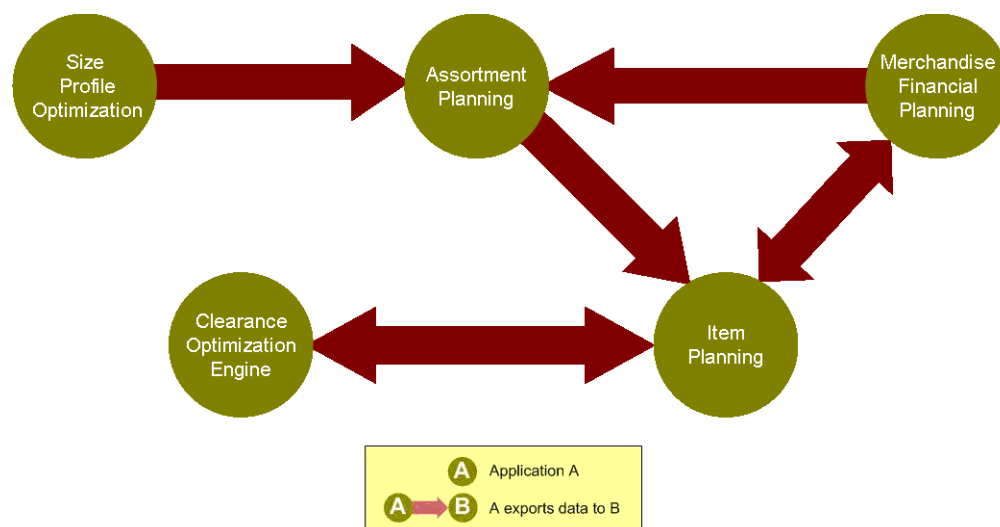 Size
Profile
Optimization
Assortment
Planning
Merchandise
Financial
Planning
Clearance
Optimization
Engine
Item
Planning
A Application A
A B A exports data to B